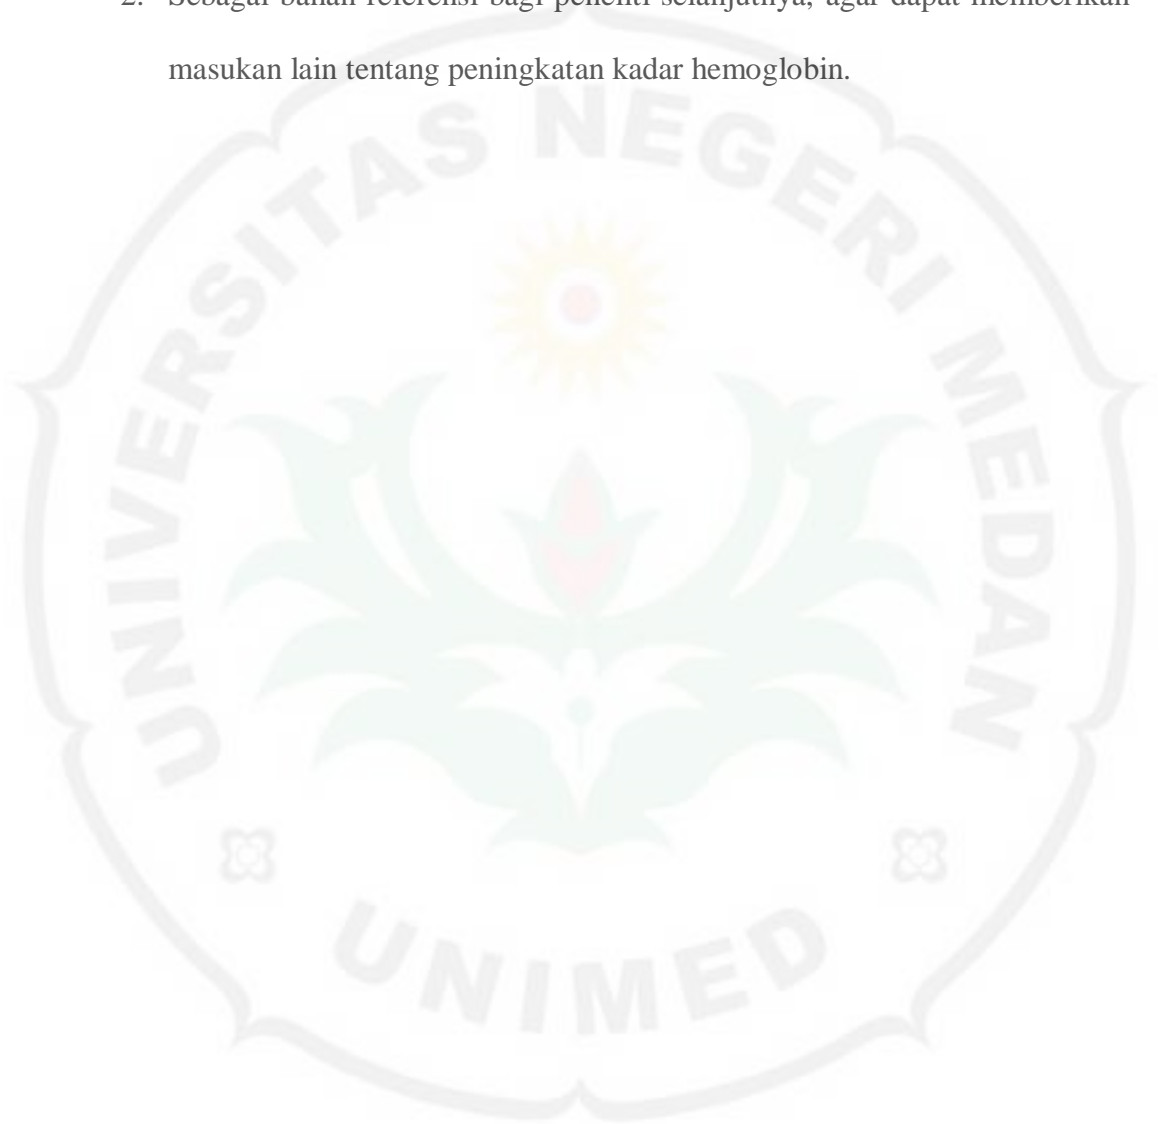 2. Sebagai bahan referensi bagi peneliti selanjutnya, agar dapat memberikan
masukan lain tentang peningkatan kadar hemoglobin.
UNIVERSITAS NEGERI MEDAN
UNIMED